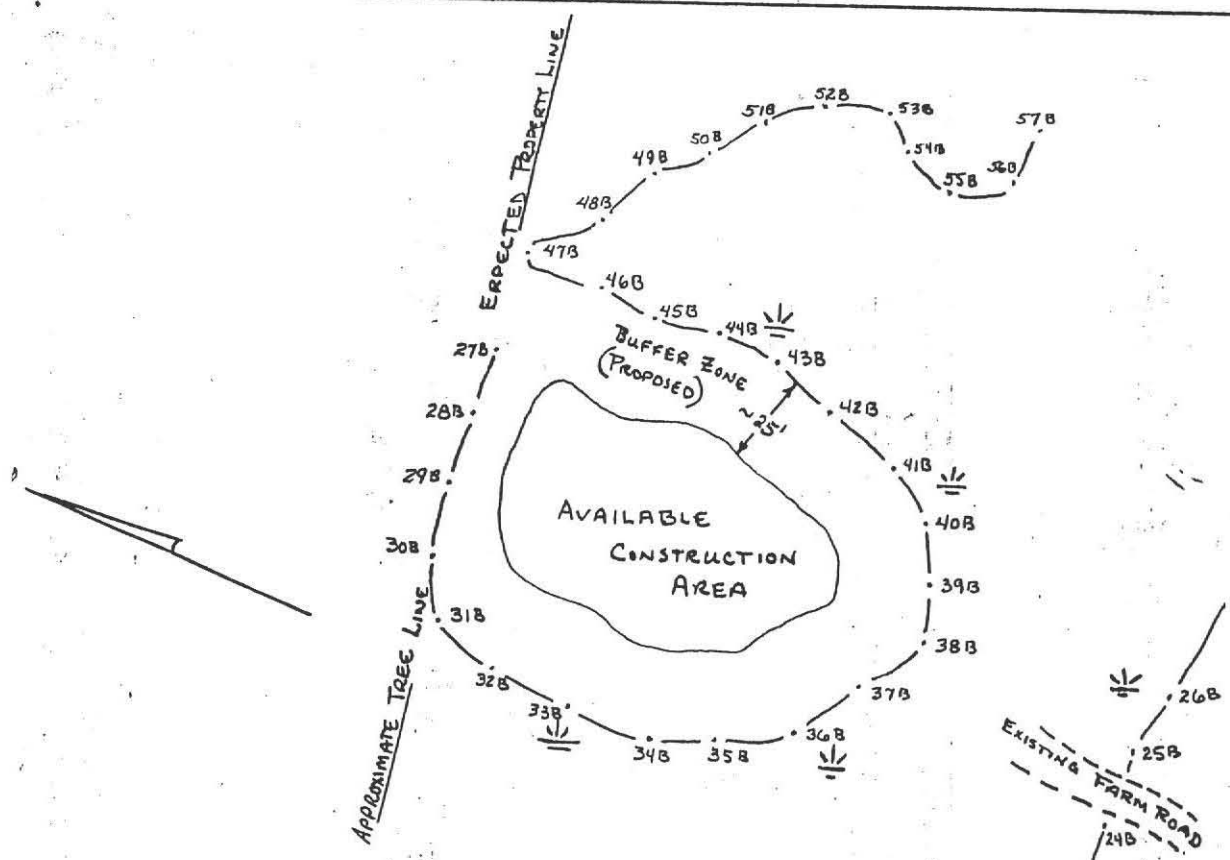 EXPECTED PROPERTY LINE
52B
51B
53B
57B
50B
54B
49B
56B
55B
48B
47B
46B
45B
44B
43B
27B
BUFFER ZONE
(PROPOSED)
~25'
28B
42B
29B
41B
AVAILABLE
CONSTRUCTION
AREA
40B
30B
39B
31B
38B
32B
37B
33B
26B
36B
34B
35B
25B
APPROXIMATE TREE LINE
EXISTING FARM ROAD
24B